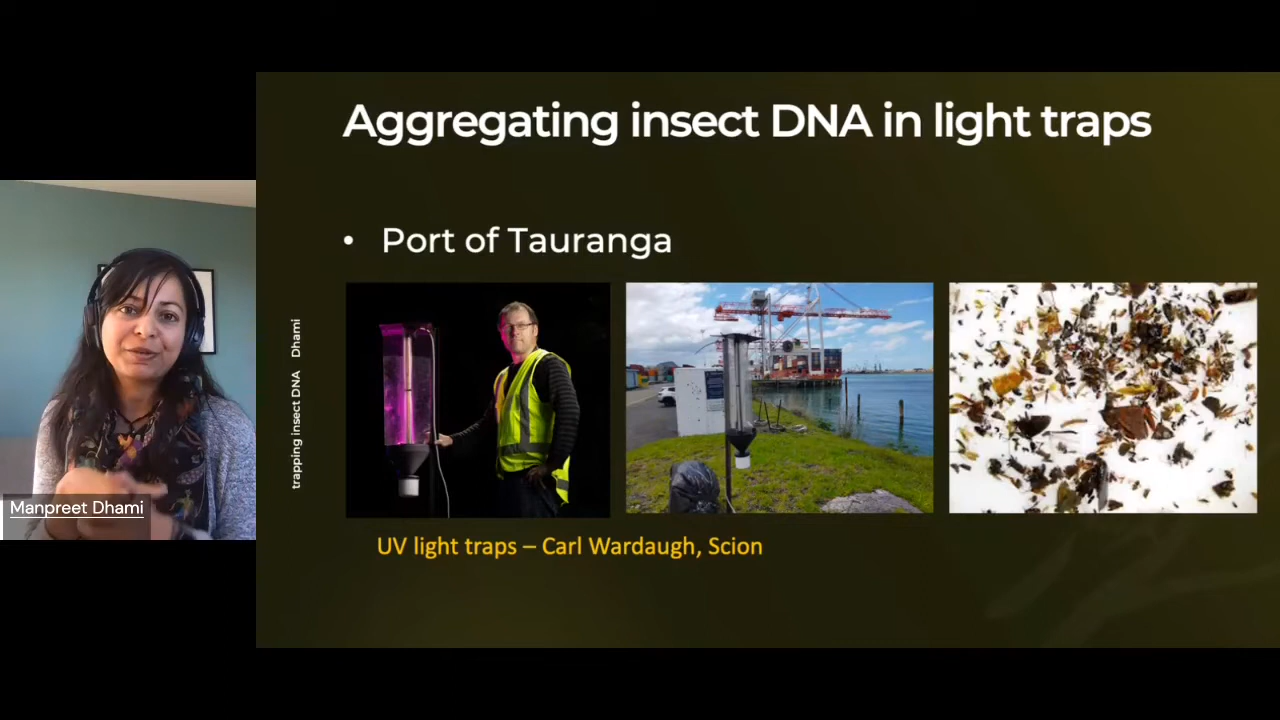 Aggregating insect DNA in light traps
• Port of Tauranga
trapping insect DNA Dhami
UV light traps – Carl Wardaugh, Scion
Manpreet Dhami